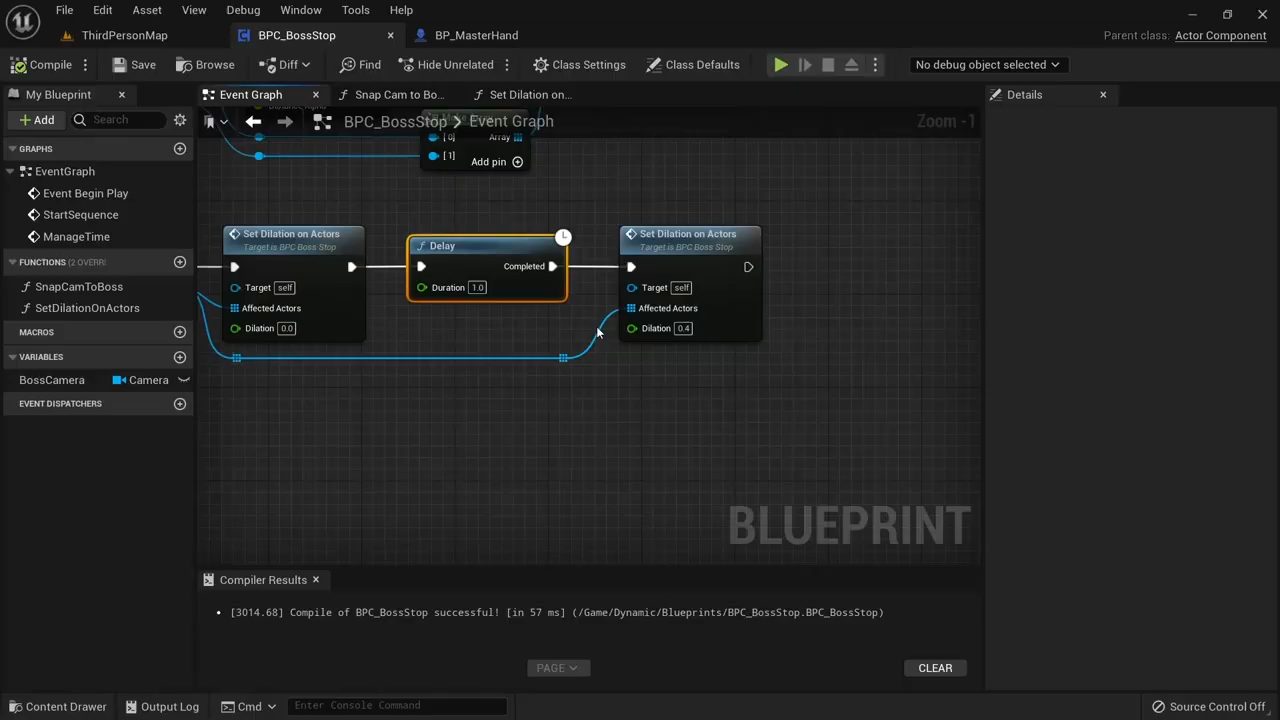 File Edit Asset View Debug Window Tools Help
ThirdPersonMap BPC_BossStop BP_MasterHand Parent class: Actor Component
Compile Save Browse Diff Find Hide Unrelated Class Settings Class Defaults No debug object selected
My Blueprint Event Graph Snap Cam to Bo... Set Dilation on... Details
+ Add Search BPC_BossStop > Event Graph Zoom -1
[0] Array
[1]
Add pin
GRAPHS
EventGraph
Event Begin Play
StartSequence
ManageTime
FUNCTIONS (2 OVERRI
SnapCamToBoss
SetDilationOnActors
MACROS
VARIABLES
BossCamera Camera
EVENT DISPATCHERS
Set Dilation on Actors
Target is BPC Boss Stop
Target self
Affected Actors
Dilation 0.0
Delay
Completed
Duration 1.0
Set Dilation on Actors
Target is BPC Boss Stop
Target self
Affected Actors
Dilation 0.4
BLUEPRINT
Compiler Results
[3014.68] Compile of BPC_BossStop successful! [in 57 ms] (/Game/Dynamic/Blueprints/BPC_BossStop.BPC_BossStop)
PAGE CLEAR
Content Drawer Output Log Cmd Enter Console Command Source Control Off